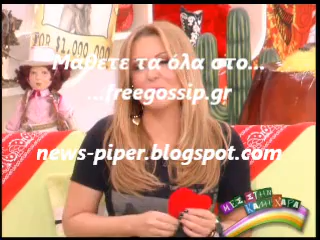 FOR $1,000,000
Μάθετε τα όλα στο...
...freegossip.gr
news-piper.blogspot.com
ΜΕΣ ΣΤΗΝ
ΚΑΛΗ ΧΑΡΑ